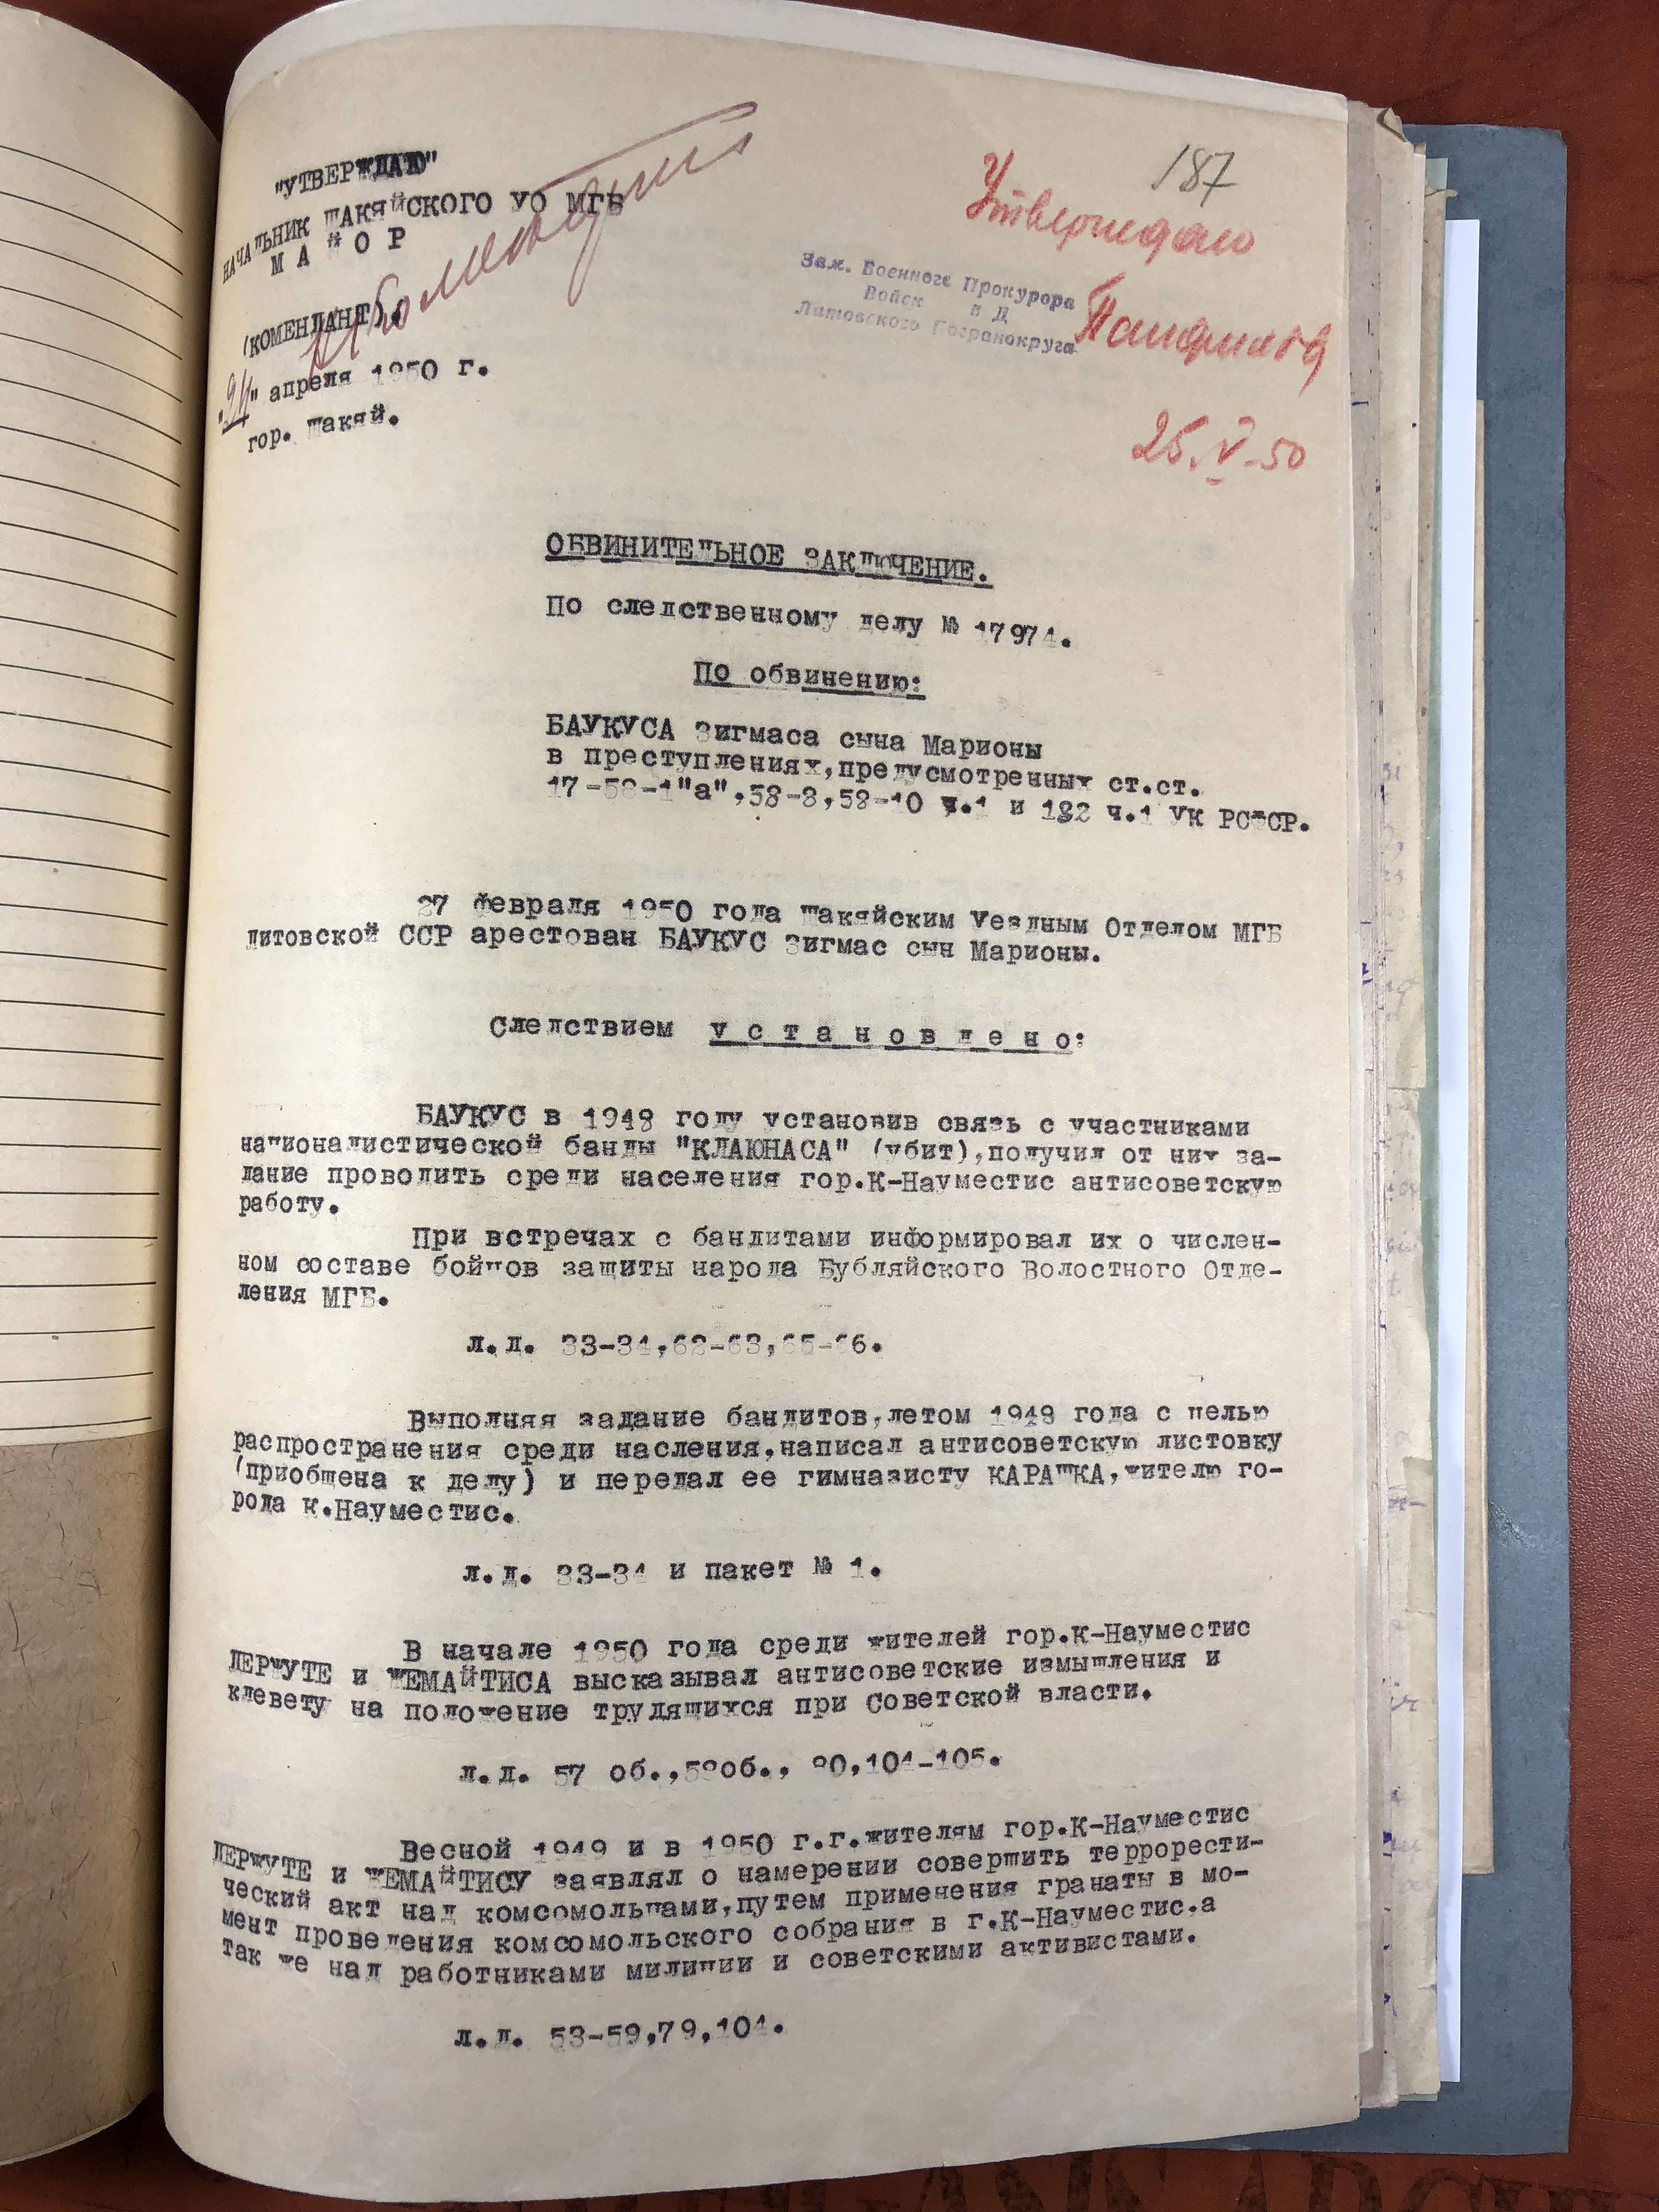 187
"УТВЕРЖДАЮ"
НАЧАЛЬНИК ШАКЯЙСКОГО УО МГБ
М А Й О Р
(КОМЕНДАНТ).
" апреля 1950 г.
гор. Шакяй.
Утверждаю
Зам. Военного Прокурора
Войск В Д
Литовского Погранокруга
25.V-50
ОБВИНИТЕЛЬНОЕ ЗАКЛЮЧЕНИЕ.
По следственному делу № 17974.
По обвинению:
БАУКУСА Зигмаса сына Марионы
в преступлениях,предусмотренных ст.ст.
17-58-1"а",58-8,58-10 ч.1 и 182 ч.1 УК РСФСР.
27 февраля 1950 года Шакяйским Уездным Отделом МГБ
Литовской ССР арестован БАУКУС Зигмас сын Марионы.
Следствием у с т а н о в л е н о:
БАУКУС в 1948 году установив связь с участниками
националистической банды "КЛАЮНАСА" (убит),получил от них за-
дание проводить среди населения гор.К-Науместис антисоветскую
работу.
При встречах с бандитами информировал их о числен-
ном составе бойцов защиты народа Бубляйского Волостного Отде-
ления МГБ.
л.д. 33-34,62-63,65-66.
Выполняя задание бандитов,летом 1948 года с целью
распространения среди насления,написал антисоветскую листовку
(приобщена к делу) и передал ее гимназисту КАРАШКА,жителю го-
рода К.Науместис.
л.д. 33-34 и пакет № 1.
В начале 1950 года среди жителей гор.К-Науместис
ДЕРЖУТЕ и ЖЕМАЙТИСА высказывал антисоветские измышления и
клевету на положение трудящихся при Советской власти.
л.д. 57 об.,58об., 80,104-105.
Весной 1949 и в 1950 г.г.жителям гор.К-Науместис
ДЕРЖУТЕ и ЖЕМАЙТИСУ заявлял о намерении совершить террорести-
ческий акт над комсомольцами,путем применения гранаты в мо-
мент проведения комсомольского собрания в г.К-Науместис.а
так же над работниками милиции и советскими активистами.
л.д. 53-59,79,104.